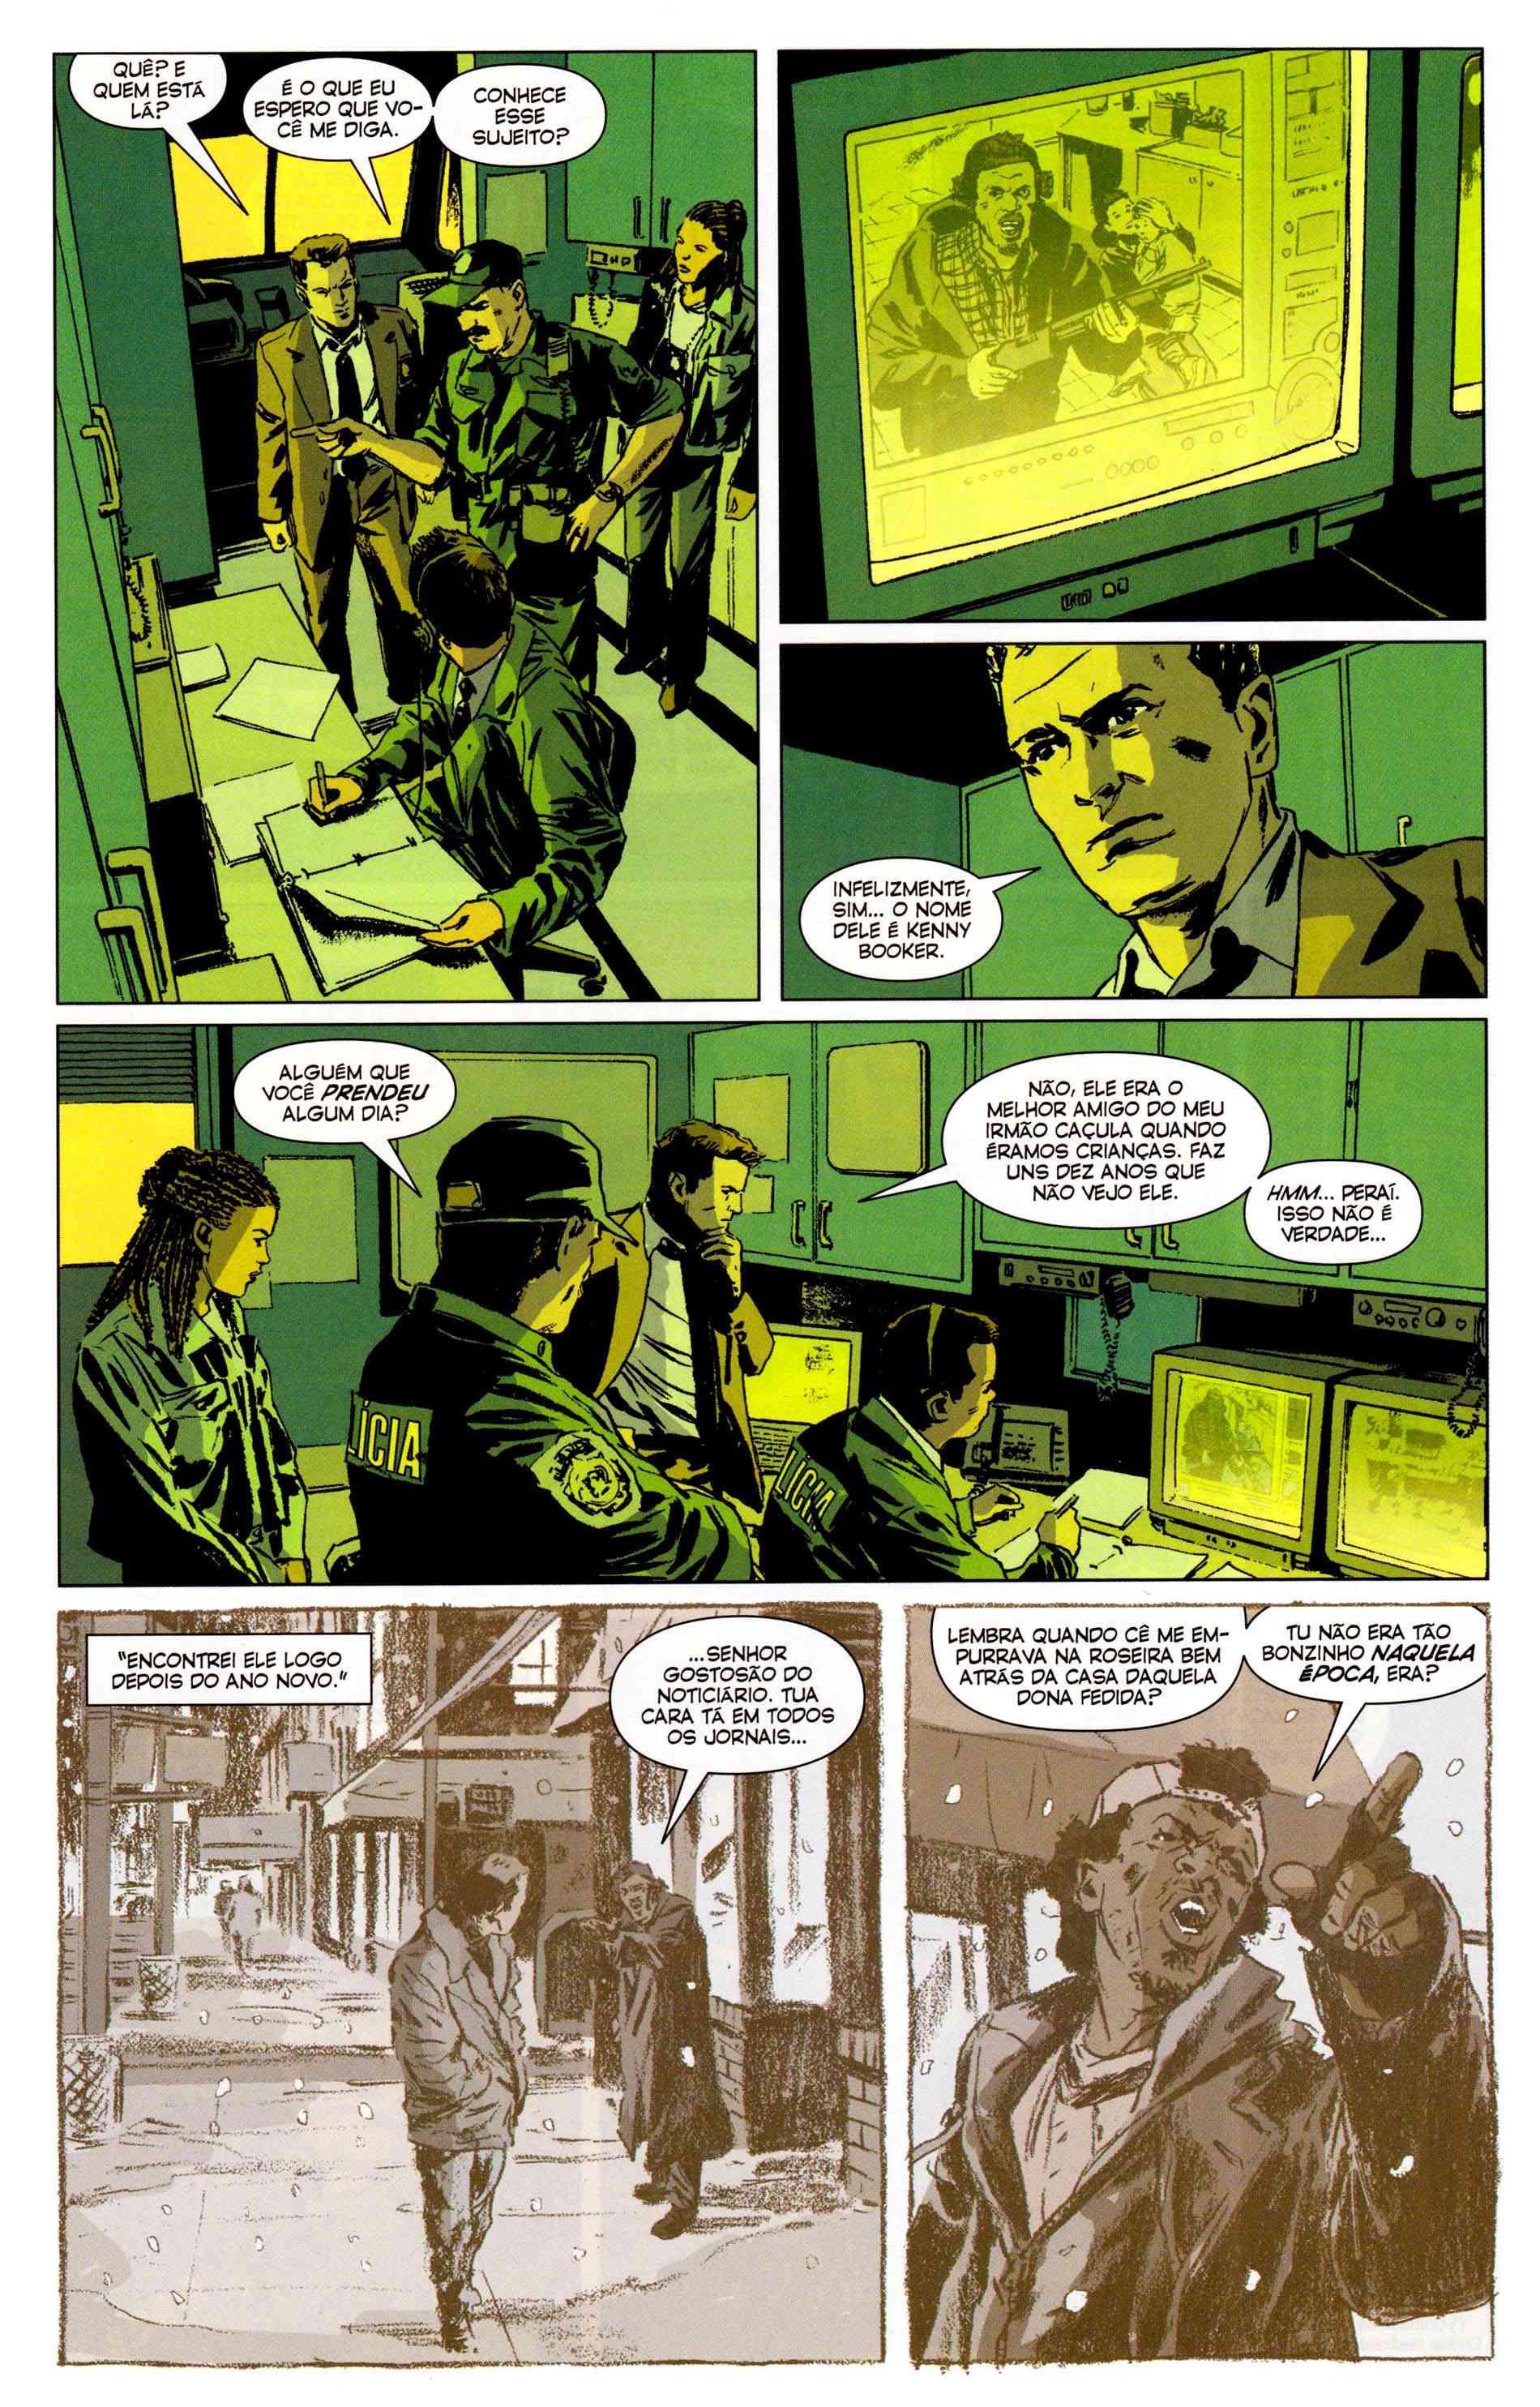 QUÊ? E
QUEM ESTÁ
LÁ?
É O QUE EU
ESPERO QUE VO-
CÊ ME DIGA.
CONHECE
ESSE
SUJEITO?
INFELIZMENTE,
SIM... O NOME
DELE É KENNY
BOOKER.
ALGUÉM QUE
VOCÊ PRENDEU
ALGUM DIA?
NÃO, ELE ERA O
MELHOR AMIGO DO MEU
IRMÃO CAÇULA QUANDO
ÉRAMOS CRIANÇAS. FAZ
UNS DEZ ANOS QUE
NÃO VEJO ELE.
HMM... PERAÍ.
ISSO NÃO É
VERDADE...
LÍCIA
LÍCIA
"ENCONTREI ELE LOGO
DEPOIS DO ANO NOVO."
...SENHOR
GOSTOSÃO DO
NOTICIÁRIO. TUA
CARA TÁ EM TODOS
OS JORNAIS...
LEMBRA QUANDO CÊ ME EM-
PURRAVA NA ROSEIRA BEM
ATRÁS DA CASA DAQUELA
DONA FEDIDA?
TU NÃO ERA TÃO
BONZINHO NAQUELA
ÉPOCA, ERA?